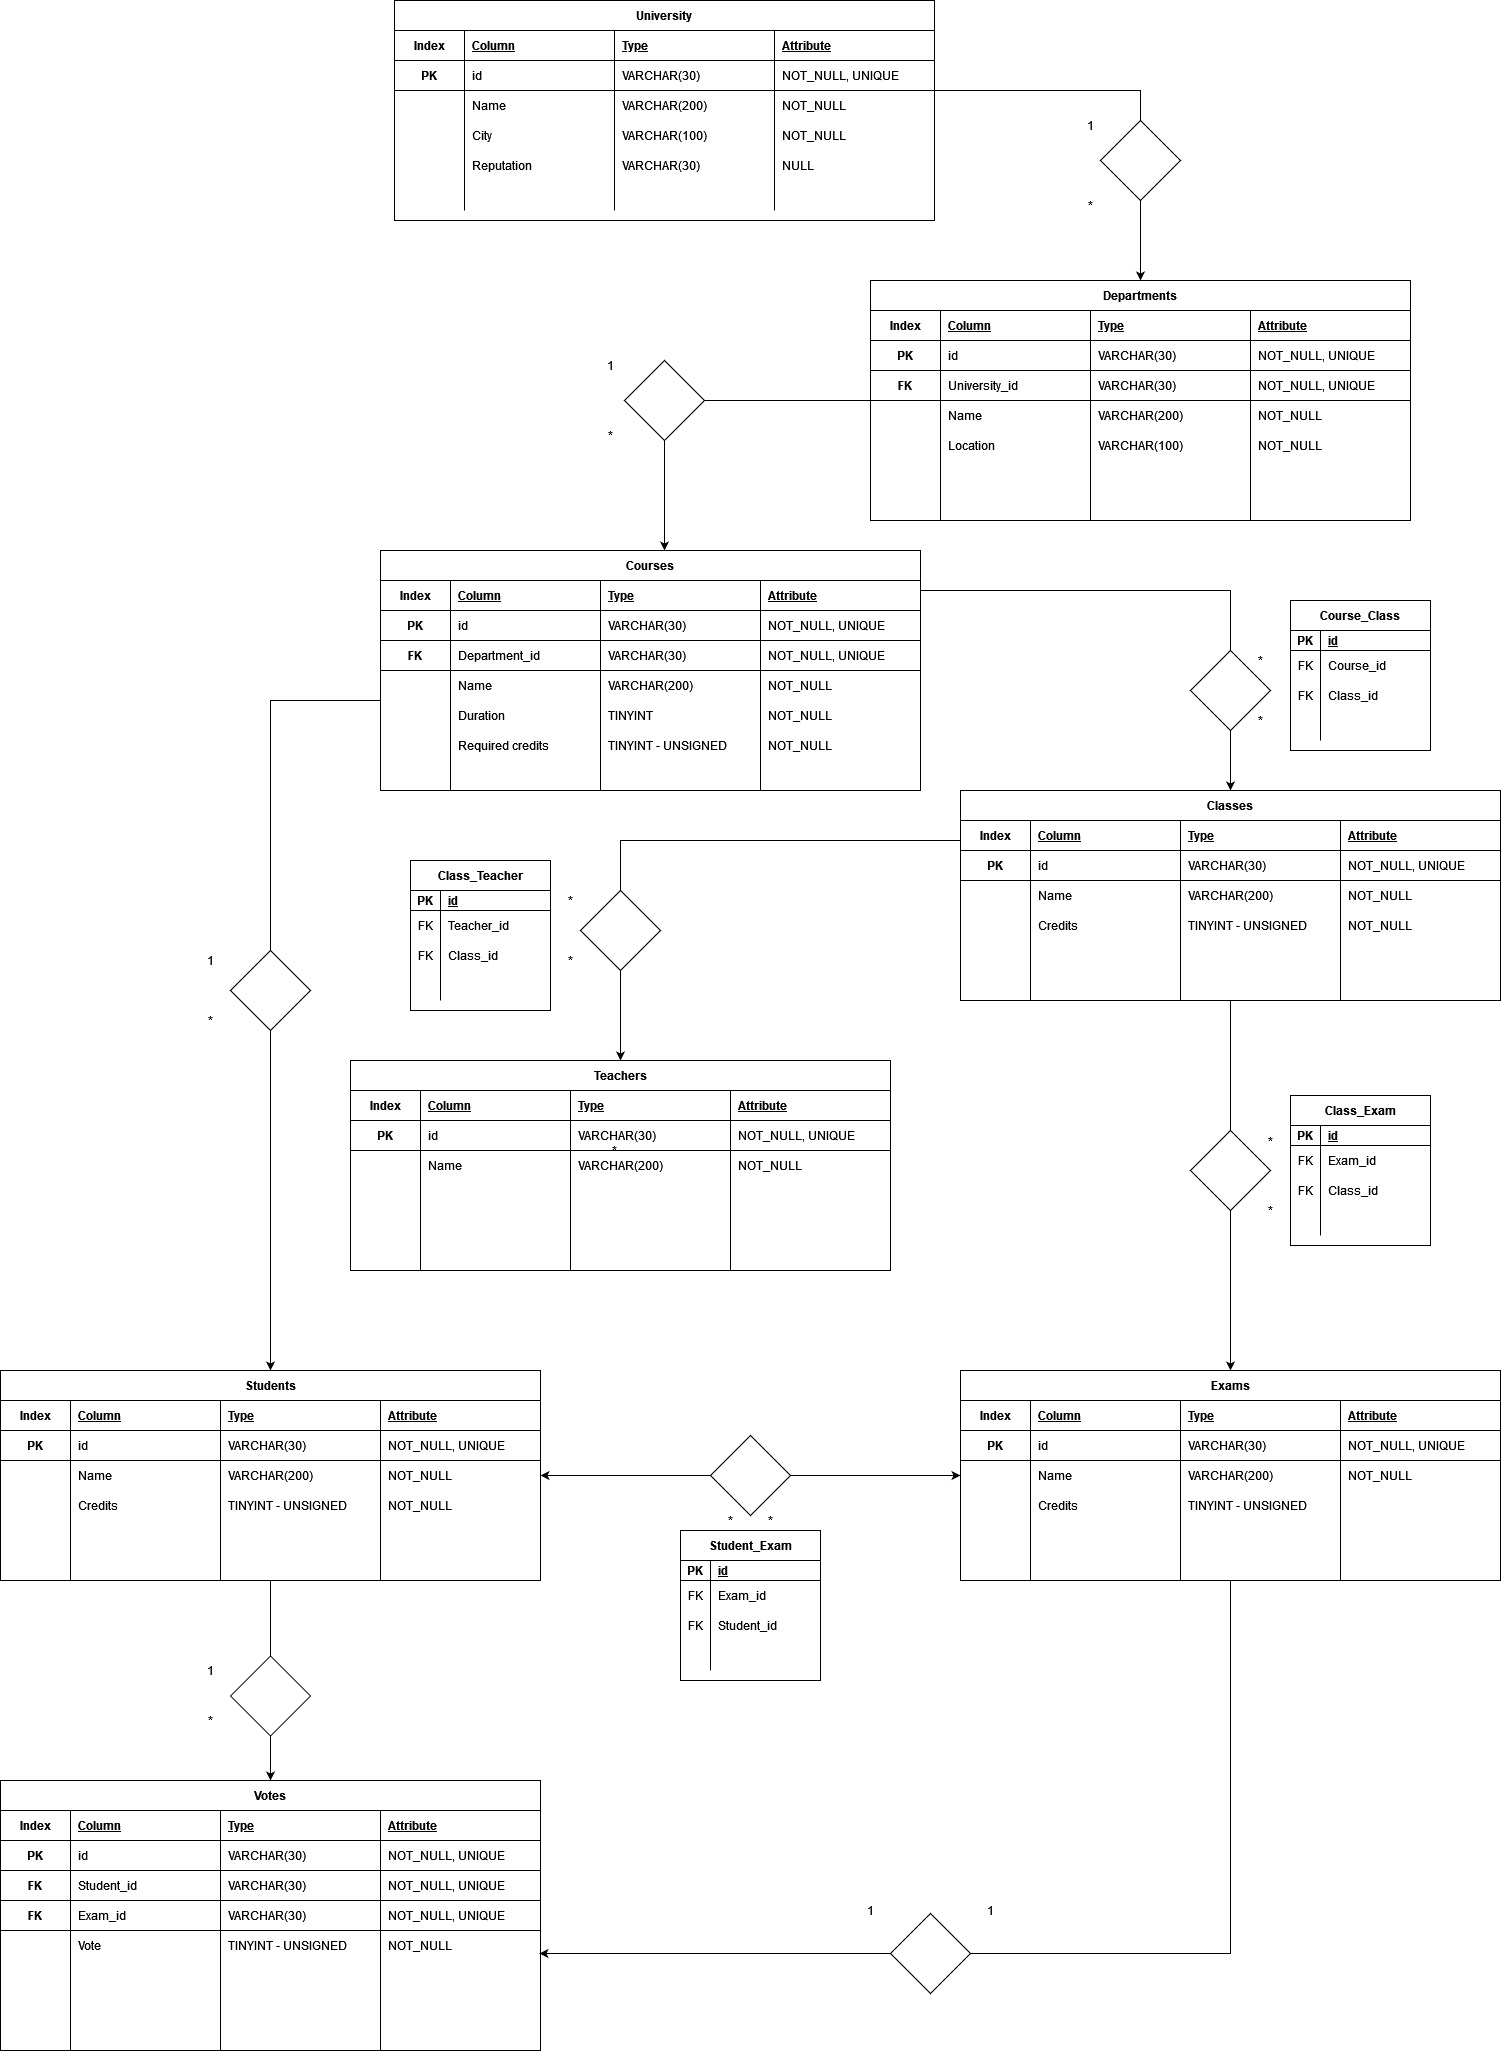 University
Index Column Type Attribute
PK id VARCHAR(30) NOT_NULL, UNIQUE
Name VARCHAR(200) NOT_NULL
City VARCHAR(100) NOT_NULL
Reputation VARCHAR(30) NULL
1
*
Departments
Index Column Type Attribute
PK id VARCHAR(30) NOT_NULL, UNIQUE
FK University_id VARCHAR(30) NOT_NULL, UNIQUE
Name VARCHAR(200) NOT_NULL
Location VARCHAR(100) NOT_NULL
1
*
Courses
Index Column Type Attribute
PK id VARCHAR(30) NOT_NULL, UNIQUE
FK Department_id VARCHAR(30) NOT_NULL, UNIQUE
Name VARCHAR(200) NOT_NULL
Duration TINYINT NOT_NULL
Required credits TINYINT - UNSIGNED NOT_NULL
*
*
Course_Class
PK id
FK Course_id
FK Class_id
Classes
Index Column Type Attribute
PK id VARCHAR(30) NOT_NULL, UNIQUE
Name VARCHAR(200) NOT_NULL
Credits TINYINT - UNSIGNED NOT_NULL
Class_Teacher
PK id
FK Teacher_id
FK Class_id
*
*
1
*
Teachers
Index Column Type Attribute
PK id VARCHAR(30) NOT_NULL, UNIQUE
*
Name VARCHAR(200) NOT_NULL
*
*
Class_Exam
PK id
FK Exam_id
FK Class_id
Students
Index Column Type Attribute
PK id VARCHAR(30) NOT_NULL, UNIQUE
Name VARCHAR(200) NOT_NULL
Credits TINYINT - UNSIGNED NOT_NULL
* *
Student_Exam
PK id
FK Exam_id
FK Student_id
Exams
Index Column Type Attribute
PK id VARCHAR(30) NOT_NULL, UNIQUE
Name VARCHAR(200) NOT_NULL
Credits TINYINT - UNSIGNED
1
*
Votes
Index Column Type Attribute
PK id VARCHAR(30) NOT_NULL, UNIQUE
FK Student_id VARCHAR(30) NOT_NULL, UNIQUE
FK Exam_id VARCHAR(30) NOT_NULL, UNIQUE
Vote TINYINT - UNSIGNED NOT_NULL
1 1